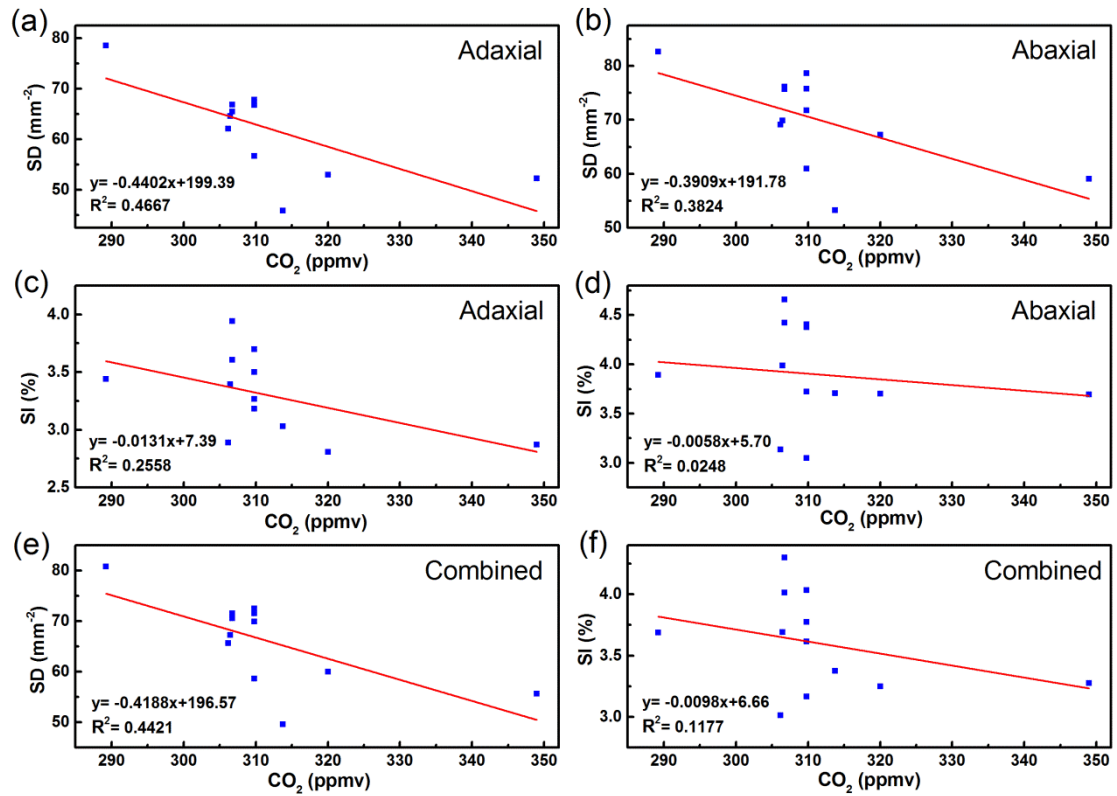 (a)
Adaxial
80
70
60
50
SD (mm⁻²)
y= -0.4402x+199.39
R²= 0.4667
290 300 310 320 330 340 350
CO₂ (ppmv)
(b)
Abaxial
80
70
60
50
SD (mm⁻²)
y= -0.3909x+191.78
R²= 0.3824
290 300 310 320 330 340 350
CO₂ (ppmv)
(c)
Adaxial
4.0
3.5
3.0
2.5
SI (%)
y= -0.0131x+7.39
R²= 0.2558
290 300 310 320 330 340 350
CO₂ (ppmv)
(d)
Abaxial
4.5
4.0
3.5
3.0
SI (%)
y= -0.0058x+5.70
R²= 0.0248
290 300 310 320 330 340 350
CO₂ (ppmv)
(e)
Combined
80
70
60
50
SD (mm⁻²)
y= -0.4188x+196.57
R²= 0.4421
290 300 310 320 330 340 350
CO₂ (ppmv)
(f)
Combined
4.0
3.5
3.0
SI (%)
y= -0.0098x+6.66
R²= 0.1177
290 300 310 320 330 340 350
CO₂ (ppmv)